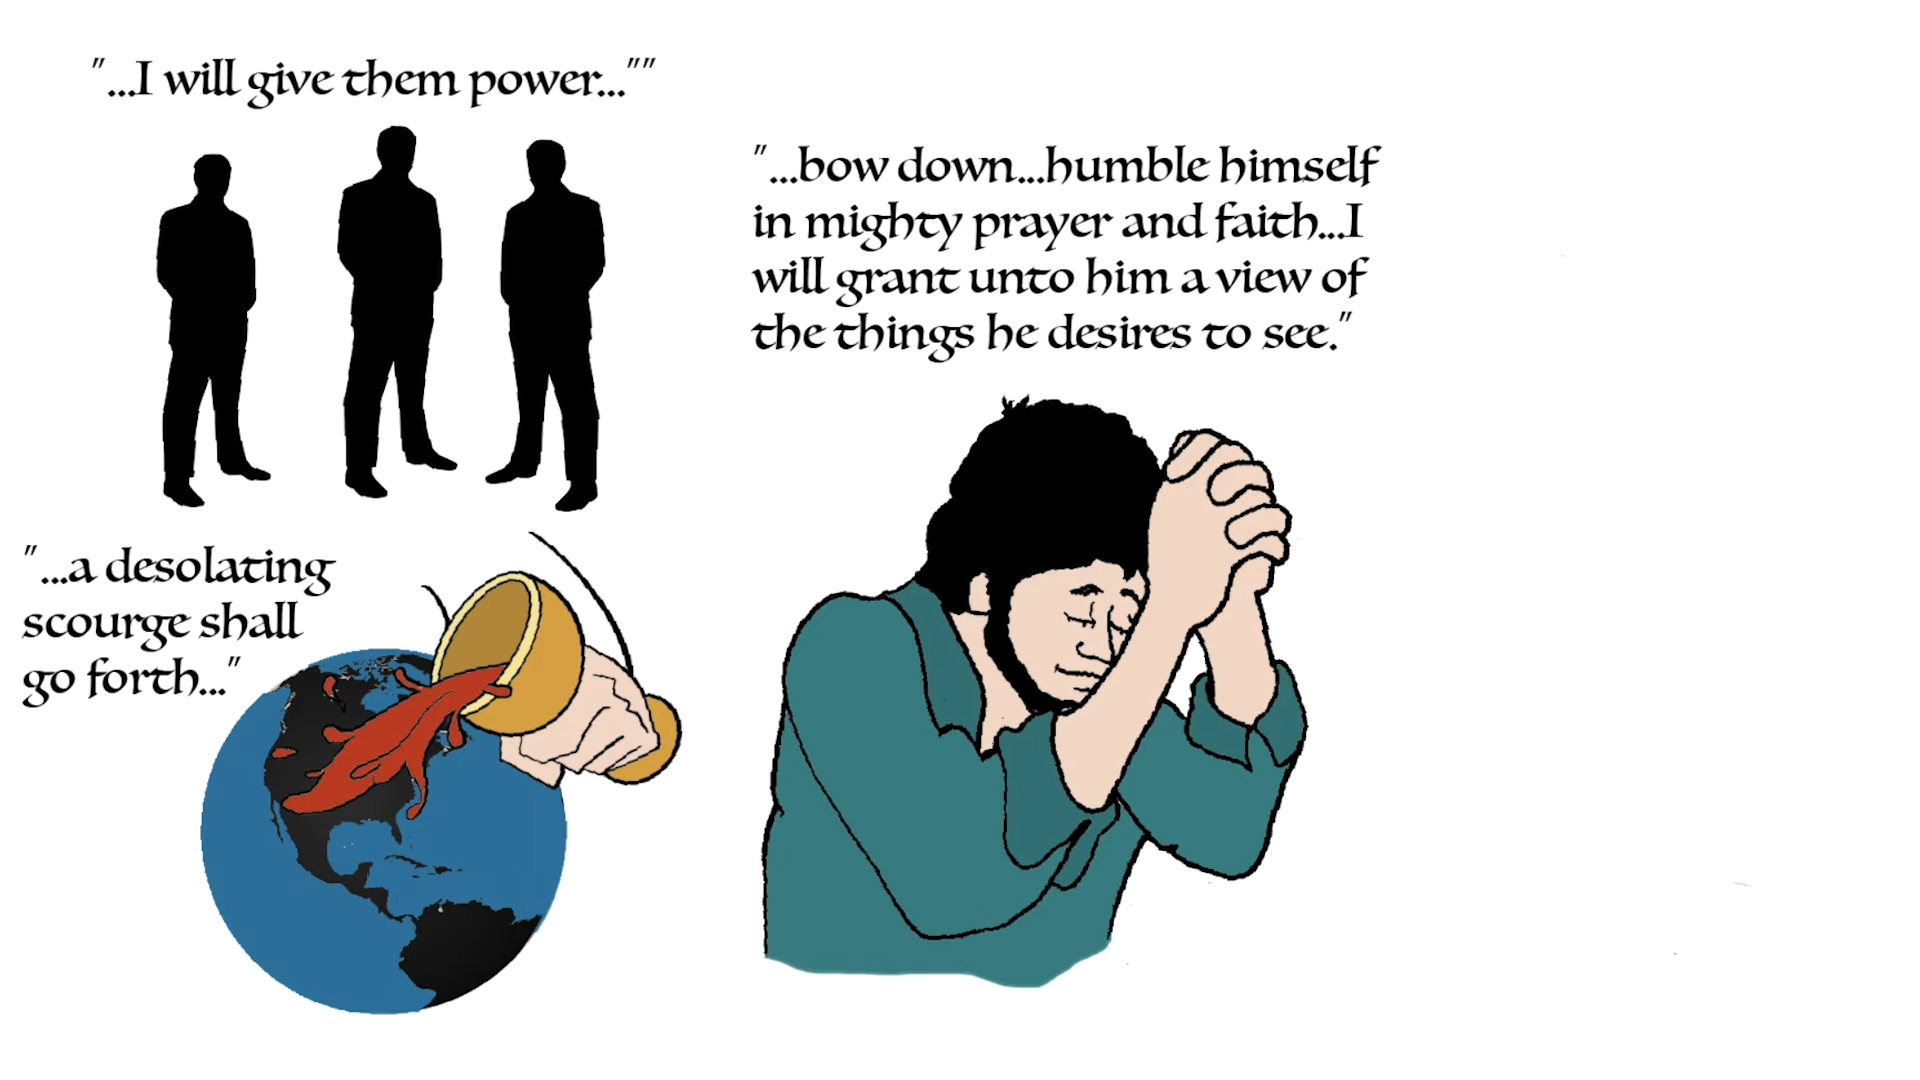 "...I will give them power...""
"...bow down...humble himself
in mighty prayer and faith...I
will grant unto him a view of
the things he desires to see."
"...a desolating
scourge shall
go forth..."